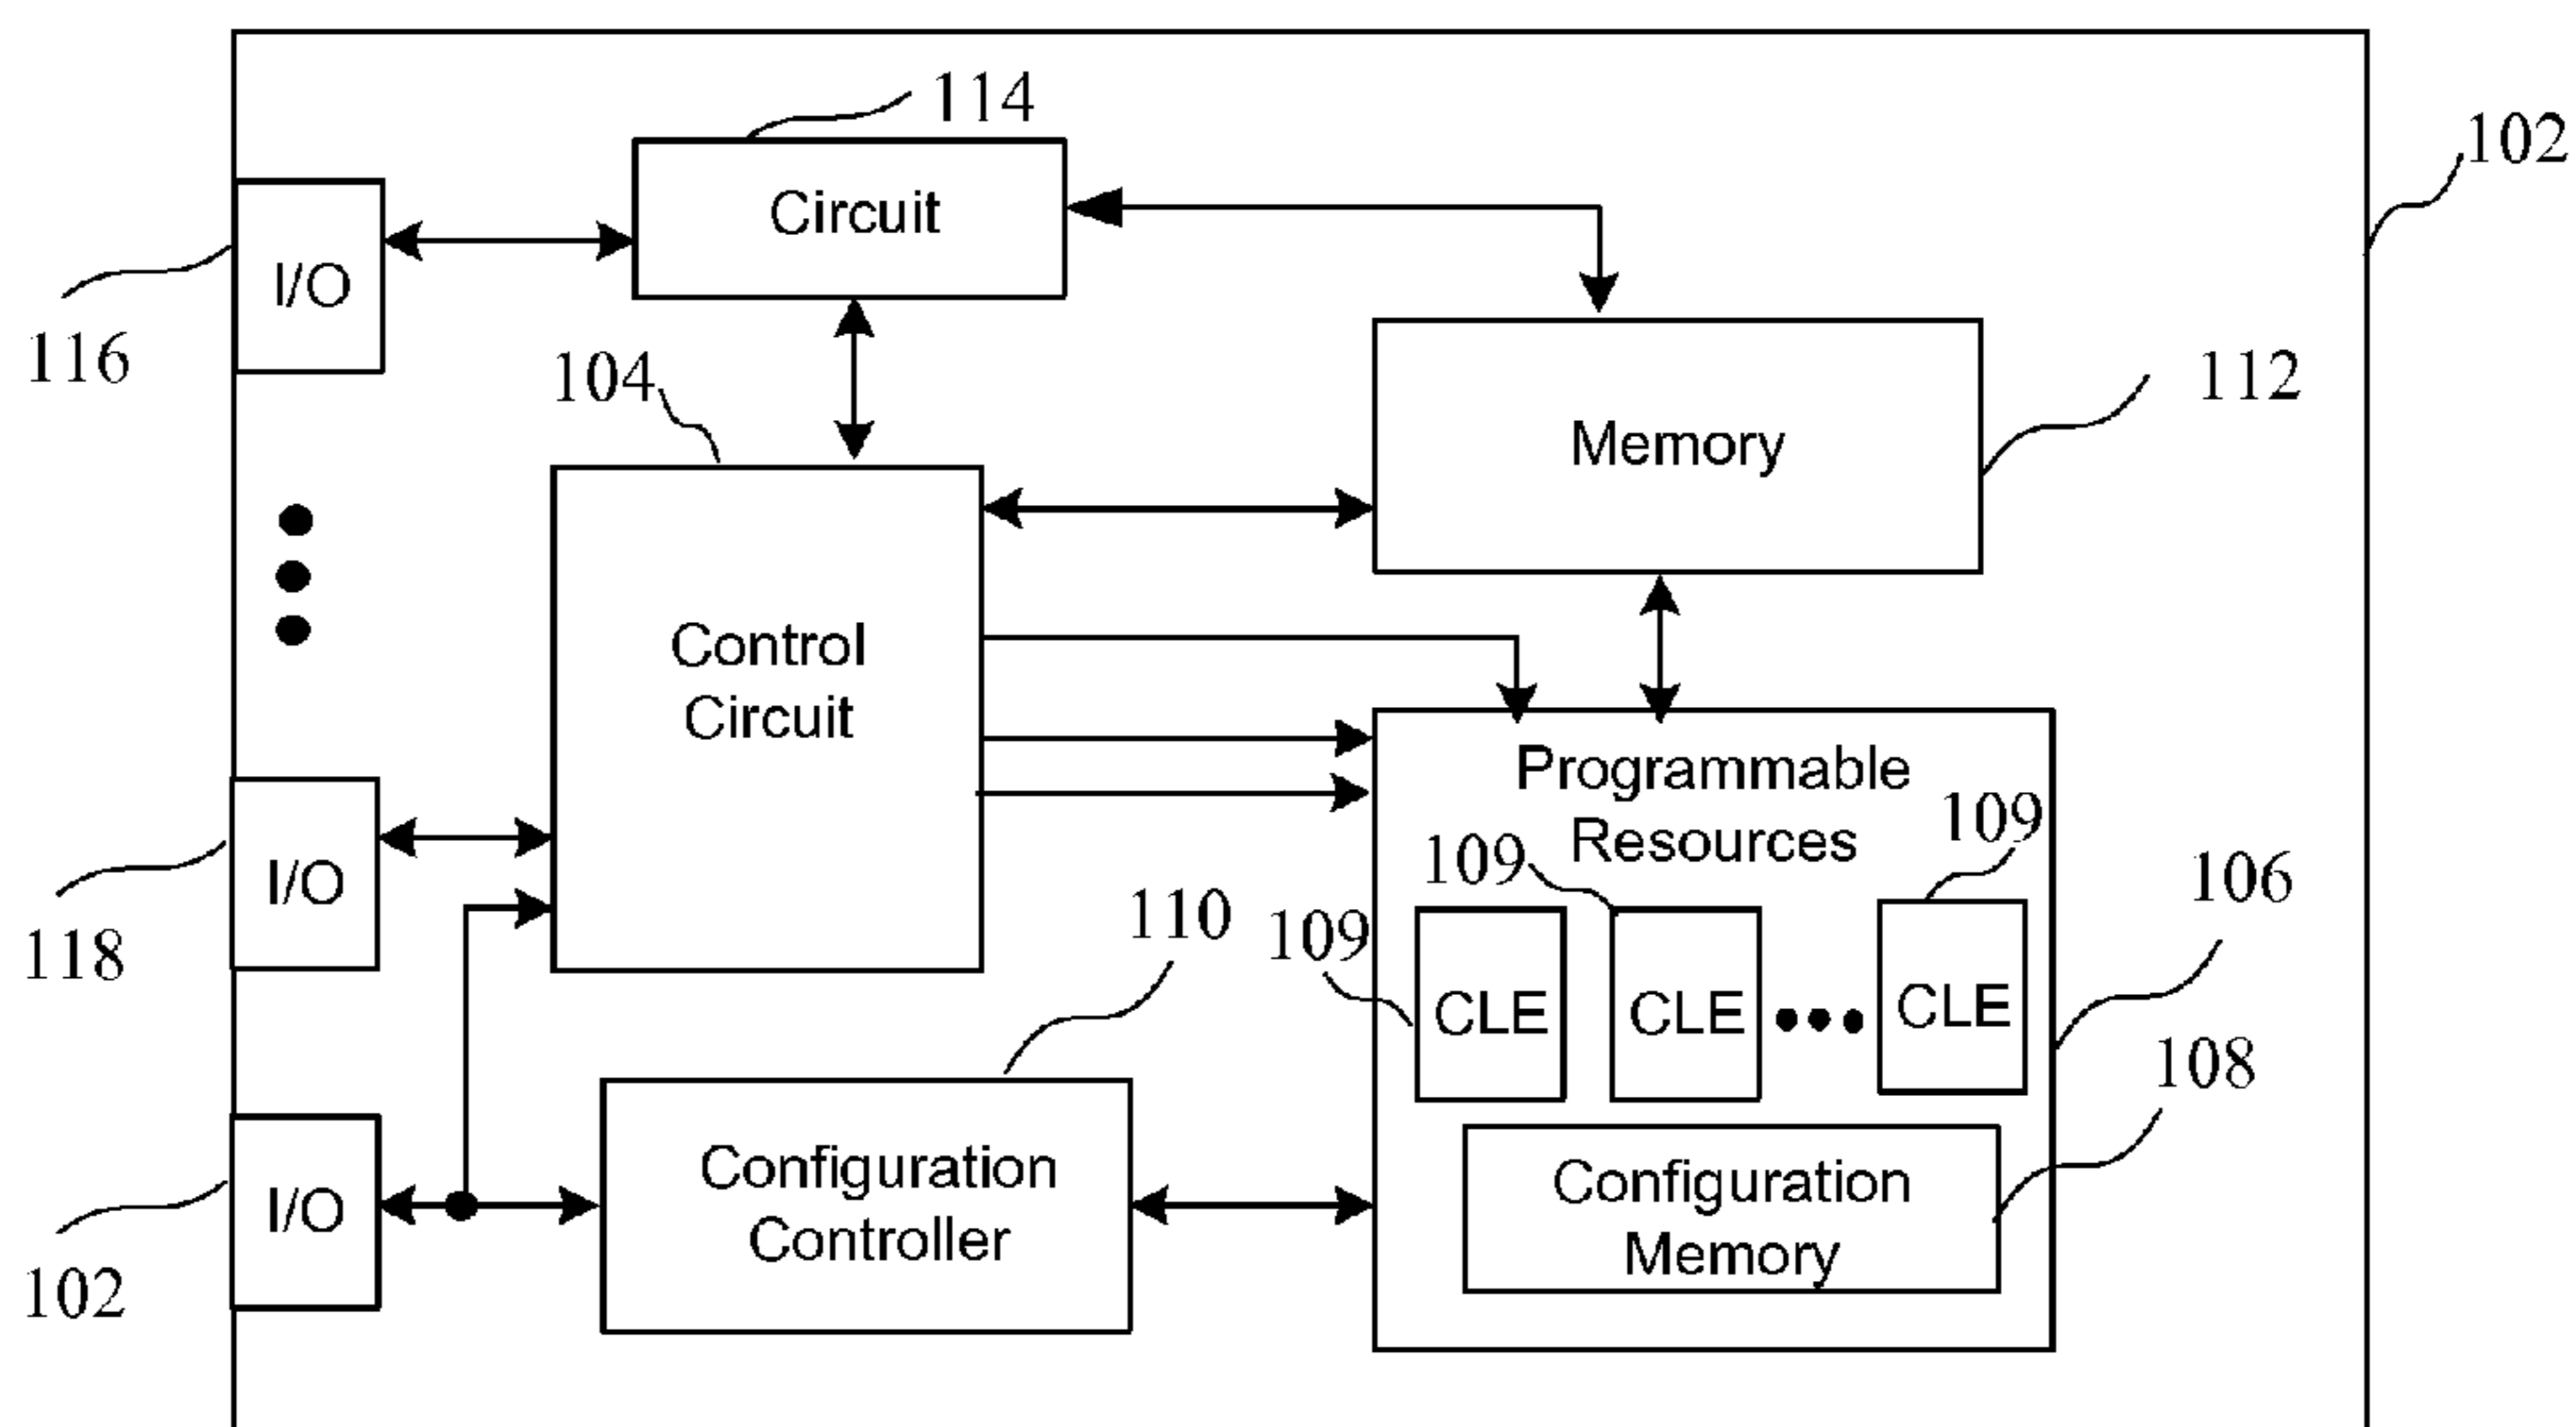 114
102
Circuit
I/O
116
104
112
Memory
Control
Circuit
Programmable
Resources
109
109
109
106
I/O
118
110
CLE
CLE
CLE
108
Configuration
Controller
Configuration
Memory
I/O
102